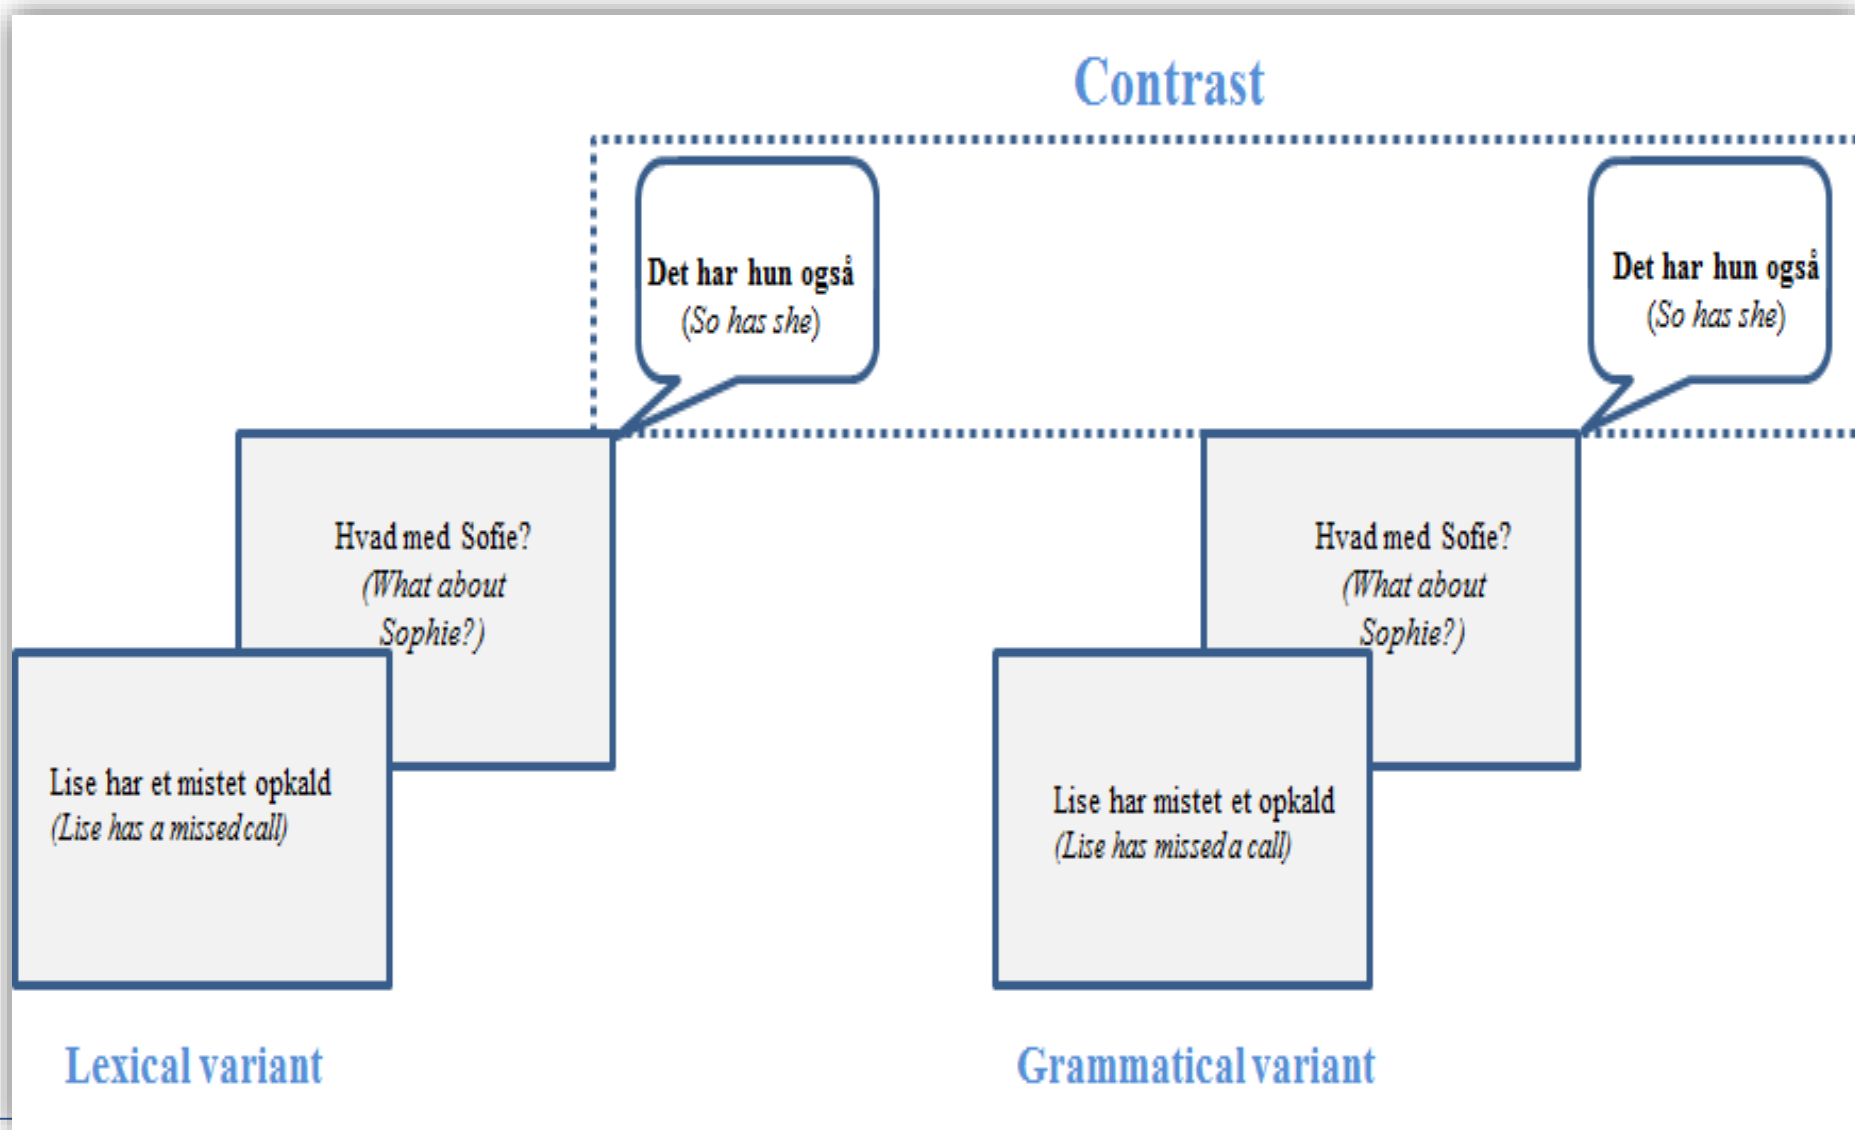 Contrast
Det har hun også
(So has she)
Det har hun også
(So has she)
Hvad med Sofie?
(What about
Sophie?)
Hvad med Sofie?
(What about
Sophie?)
Lise har et mistet opkald
(Lise has a missed call)
Lise har mistet et opkald
(Lise has missed a call)
Lexical variant
Grammatical variant